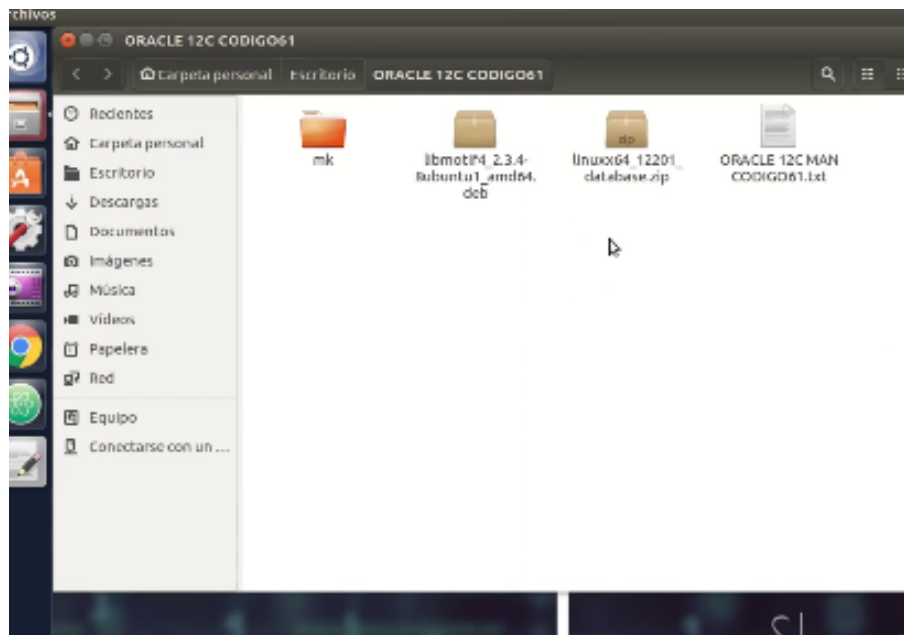 rchivos
ORACLE 12C CODIGO61
Carpeta personal Escritorio ORACLE 12C CODIGO61
Recientes
Carpeta personal
Escritorio
Descargas
Documentos
Imágenes
Música
Vídeos
Papelera
Red
Equipo
Conectarse con un ...
mk
libmotif4_2.3.4-
8ubuntu1_amd64.
deb
zip
linuxx64_12201_
database.zip
ORACLE 12C MAN
CODIGO61.txt